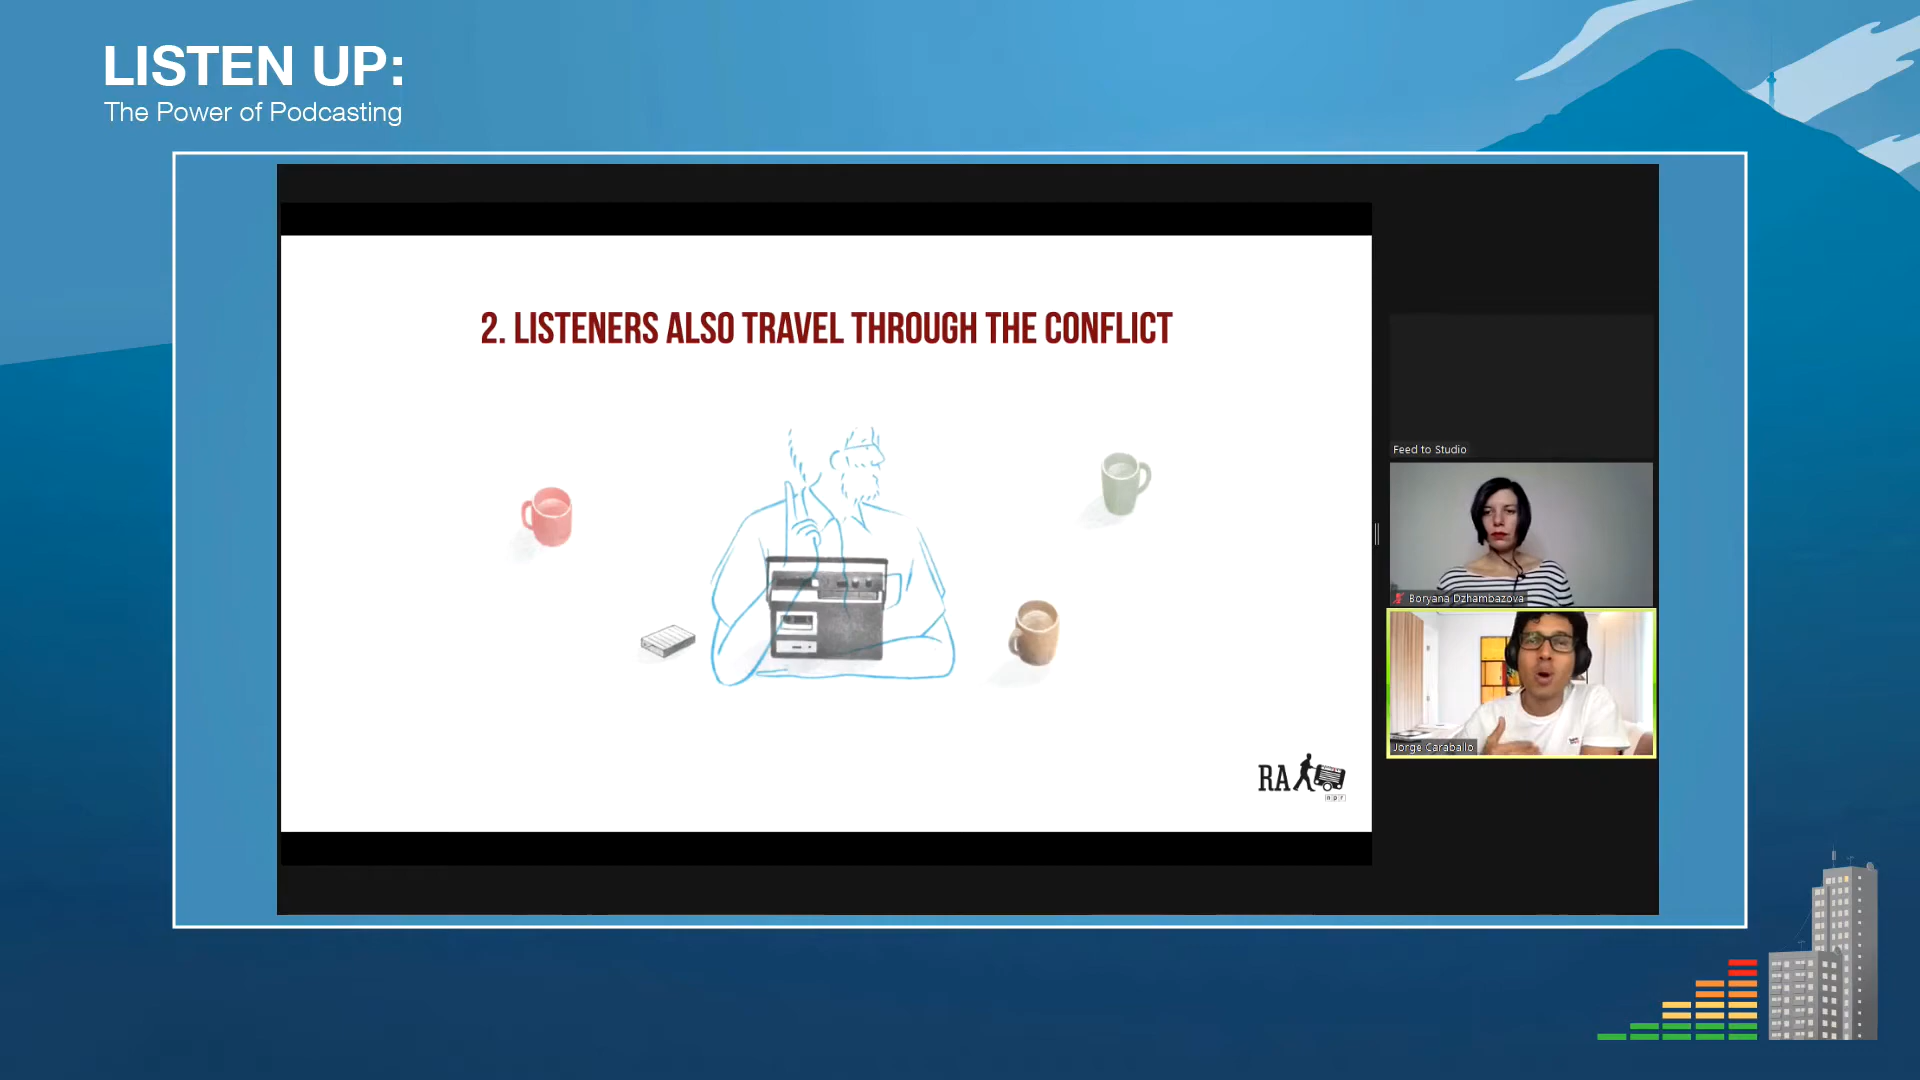 LISTEN UP:
The Power of Podcasting
2. LISTENERS ALSO TRAVEL THROUGH THE CONFLICT
RA
npr
Feed to Studio
Boryana Dzhambazova
Jorge Caraballo